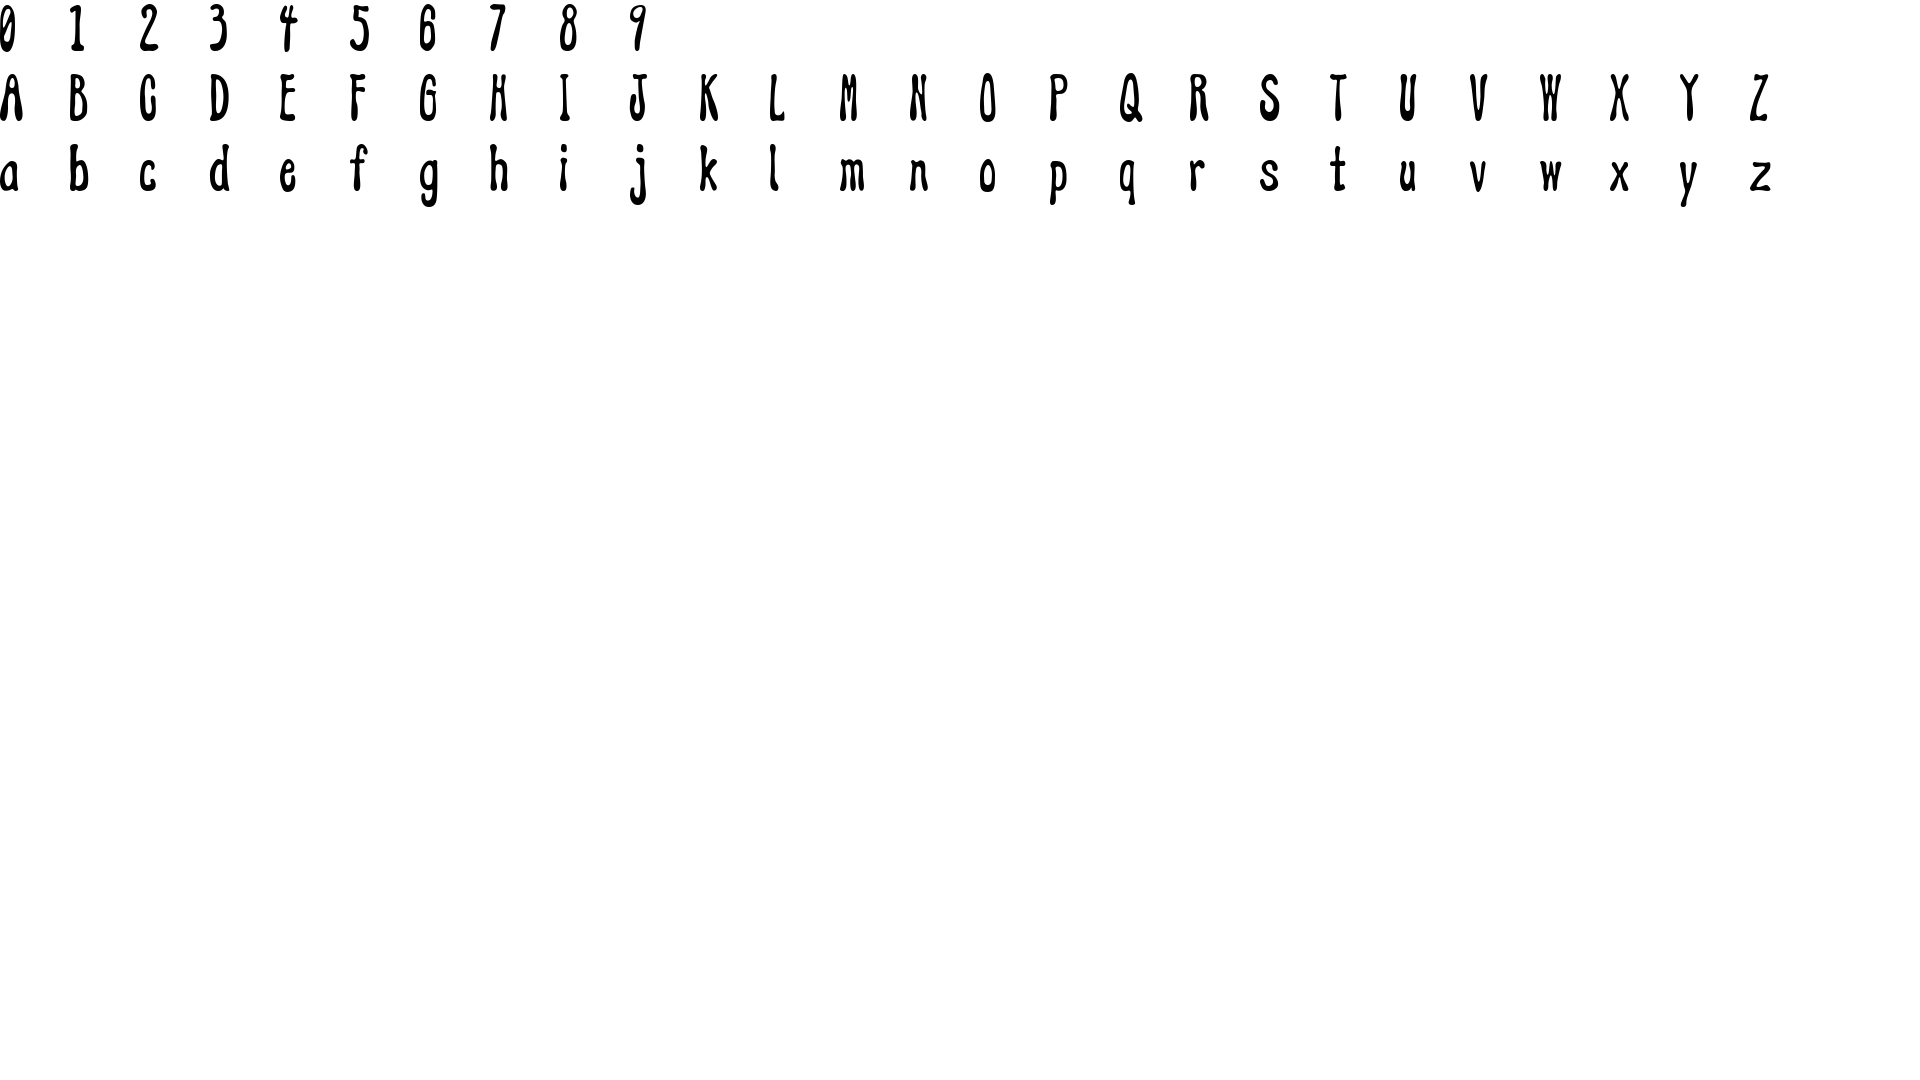 0 1 2 3 4 5 6 7 8 9
A B C D E F G H I J K L M N O P Q R S T U V W X Y Z
a b c d e f g h i j k l m n o p q r s t u v w x y z